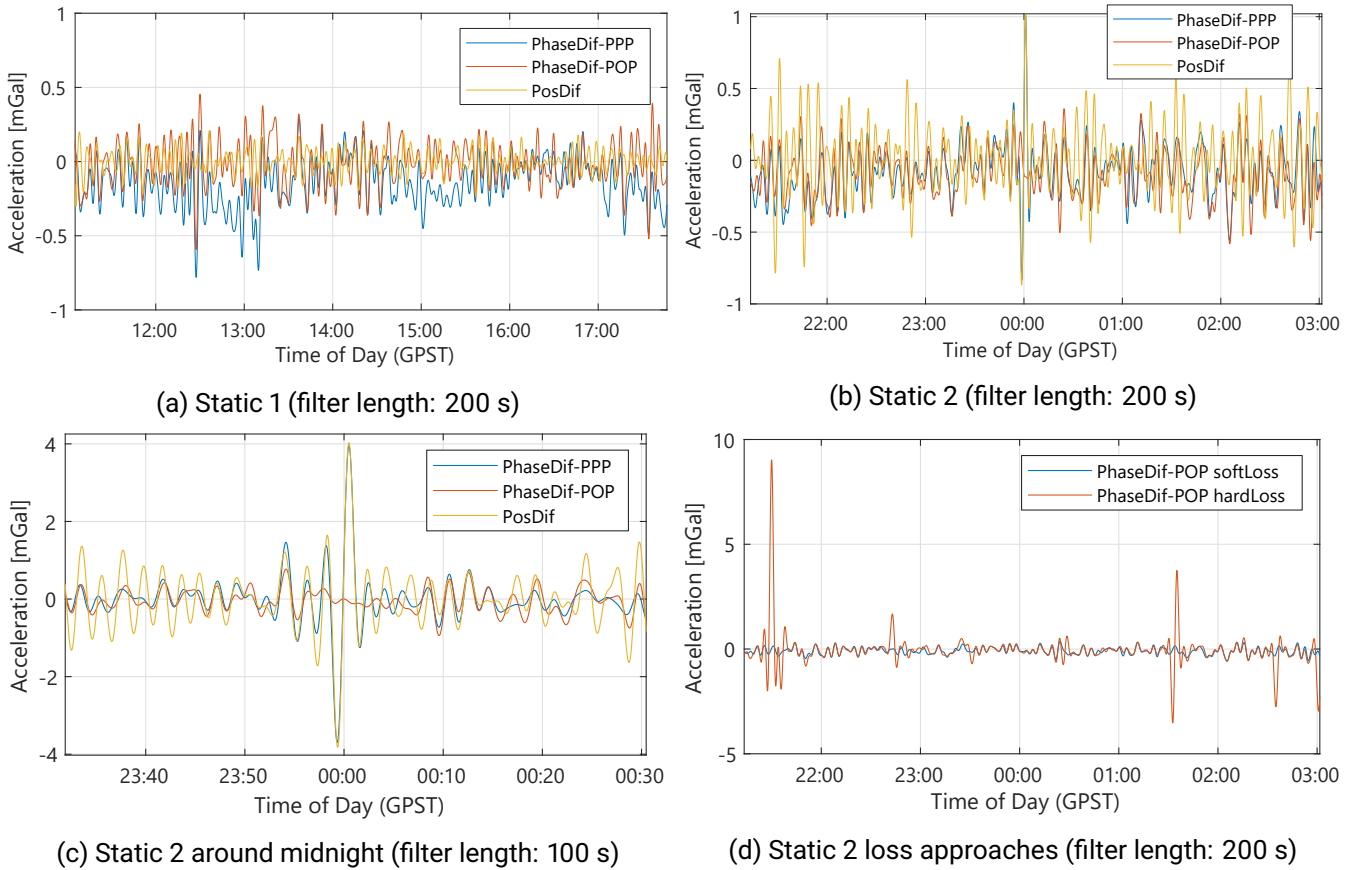 1
0.5
0
-0.5
-1
Acceleration [mGal]
PhaseDif-PPP
PhaseDif-POP
PosDif
12:00 13:00 14:00 15:00 16:00 17:00
Time of Day (GPST)
(a) Static 1 (filter length: 200 s)
1
0.5
0
-0.5
-1
Acceleration [mGal]
PhaseDif-PPP
PhaseDif-POP
PosDif
22:00 23:00 00:00 01:00 02:00 03:00
Time of Day (GPST)
(b) Static 2 (filter length: 200 s)
4
2
0
-2
-4
Acceleration [mGal]
PhaseDif-PPP
PhaseDif-POP
PosDif
23:40 23:50 00:00 00:10 00:20 00:30
Time of Day (GPST)
(c) Static 2 around midnight (filter length: 100 s)
10
5
0
-5
Acceleration [mGal]
PhaseDif-POP softLoss
PhaseDif-POP hardLoss
22:00 23:00 00:00 01:00 02:00 03:00
Time of Day (GPST)
(d) Static 2 loss approaches (filter length: 200 s)